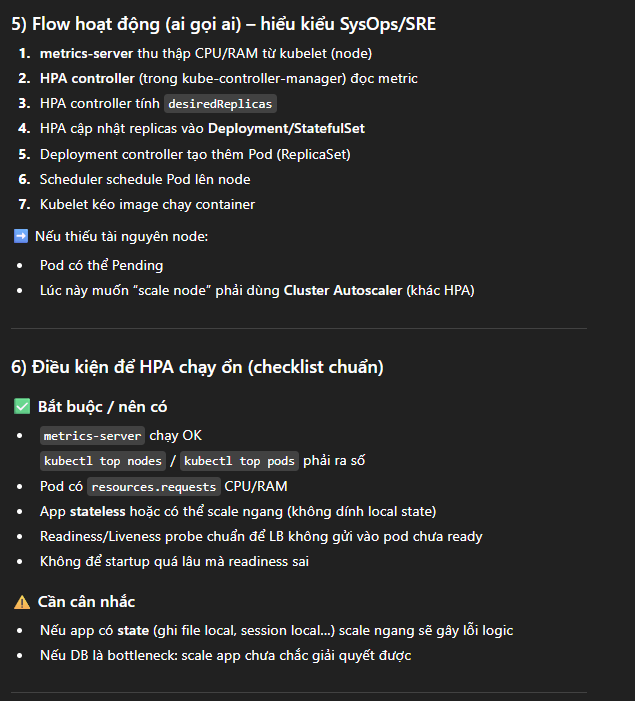 5) Flow hoạt động (ai gọi ai) – hiểu kiểu SysOps/SRE
1. metrics-server thu thập CPU/RAM từ kubelet (node)
2. HPA controller (trong kube-controller-manager) đọc metric
3. HPA controller tính desiredReplicas
4. HPA cập nhật replicas vào Deployment/StatefulSet
5. Deployment controller tạo thêm Pod (ReplicaSet)
6. Scheduler schedule Pod lên node
7. Kubelet kéo image chạy container
➡️ Nếu thiếu tài nguyên node:
• Pod có thể Pending
• Lúc này muốn “scale node” phải dùng Cluster Autoscaler (khác HPA)
6) Điều kiện để HPA chạy ổn (checklist chuẩn)
✅ Bắt buộc / nên có
• metrics-server chạy OK
kubectl top nodes / kubectl top pods phải ra số
• Pod có resources.requests CPU/RAM
• App stateless hoặc có thể scale ngang (không dính local state)
• Readiness/Liveness probe chuẩn để LB không gửi vào pod chưa ready
• Không để startup quá lâu mà readiness sai
⚠️ Cần cân nhắc
• Nếu app có state (ghi file local, session local...) scale ngang sẽ gây lỗi logic
• Nếu DB là bottleneck: scale app chưa chắc giải quyết được